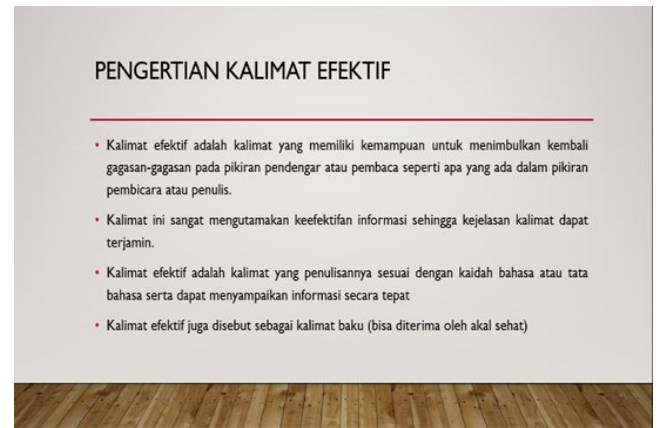 PENGERTIAN KALIMAT EFEKTIF
• Kalimat efektif adalah kalimat yang memiliki kemampuan untuk menimbulkan kembali
gagasan-gagasan pada pikiran pendengar atau pembaca seperti apa yang ada dalam pikiran
pembicara atau penulis.
• Kalimat ini sangat mengutamakan keefektifan informasi sehingga kejelasan kalimat dapat
terjamin.
• Kalimat efektif adalah kalimat yang penulisannya sesuai dengan kaidah bahasa atau tata
bahasa serta dapat menyampaikan informasi secara tepat
• Kalimat efektif juga disebut sebagai kalimat baku (bisa diterima oleh akal sehat)